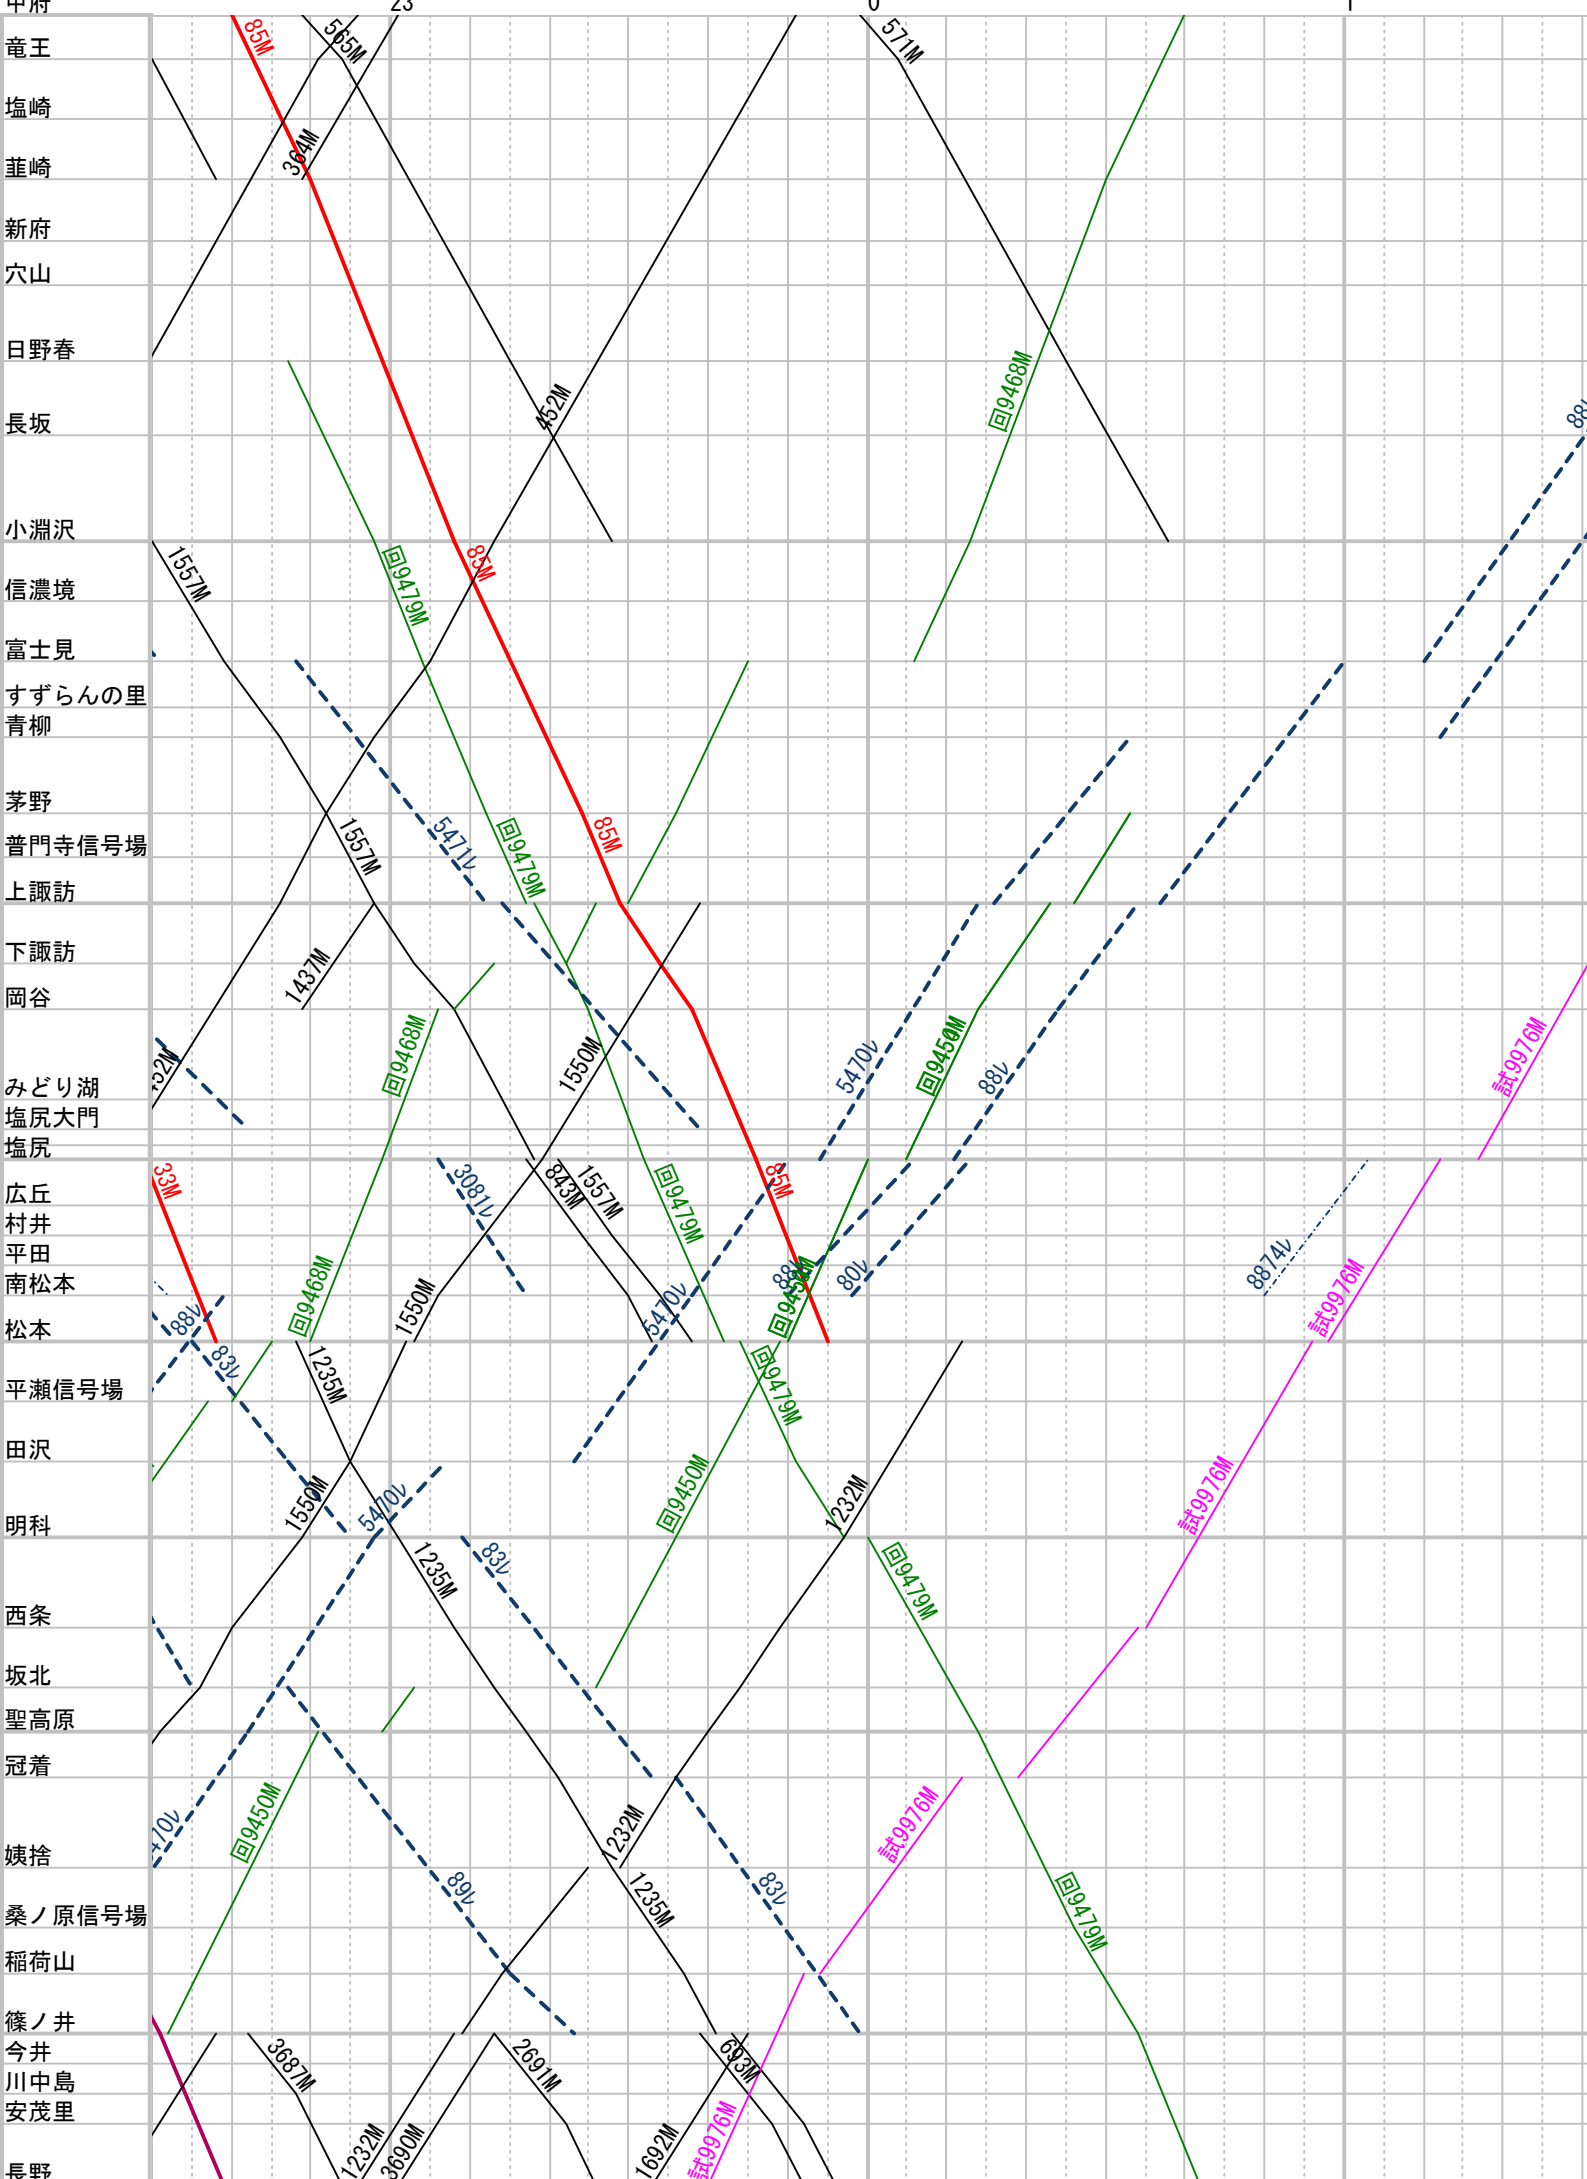 甲府
23
0
1
竜王
85M
565M
571M
塩崎
韮崎
364M
新府
穴山
日野春
回9468M
長坂
452M
88
小淵沢
信濃境
1557M
回9479M
85M
富士見
すずらんの里
青柳
茅野
普門寺信号場
1557M
5471ﾚ
回9479M
85M
上諏訪
下諏訪
1437M
岡谷
回9468M
1550M
5470ﾚ
88ﾚ
試9976M
みどり湖
塩尻大門
塩尻
33M
3081ﾚ
843M
1557M
回9479M
85M
広丘
村井
平田
南松本
88ﾚ
回9468M
1550M
5470ﾚ
80ﾚ
8874ﾚ
試9976M
松本
83ﾚ
1235M
回9479M
平瀬信号場
田沢
1550M
5470ﾚ
回9450M
1232M
試9976M
明科
1235M
83ﾚ
回9479M
西条
坂北
聖高原
冠着
470ﾚ
回9450M
1232M
試9976M
姨捨
89ﾚ
1235M
83ﾚ
回9479M
桑ノ原信号場
稲荷山
篠ノ井
今井
3687M
2691M
693M
川中島
安茂里
1232M
3690M
1692M
試9976M
長野